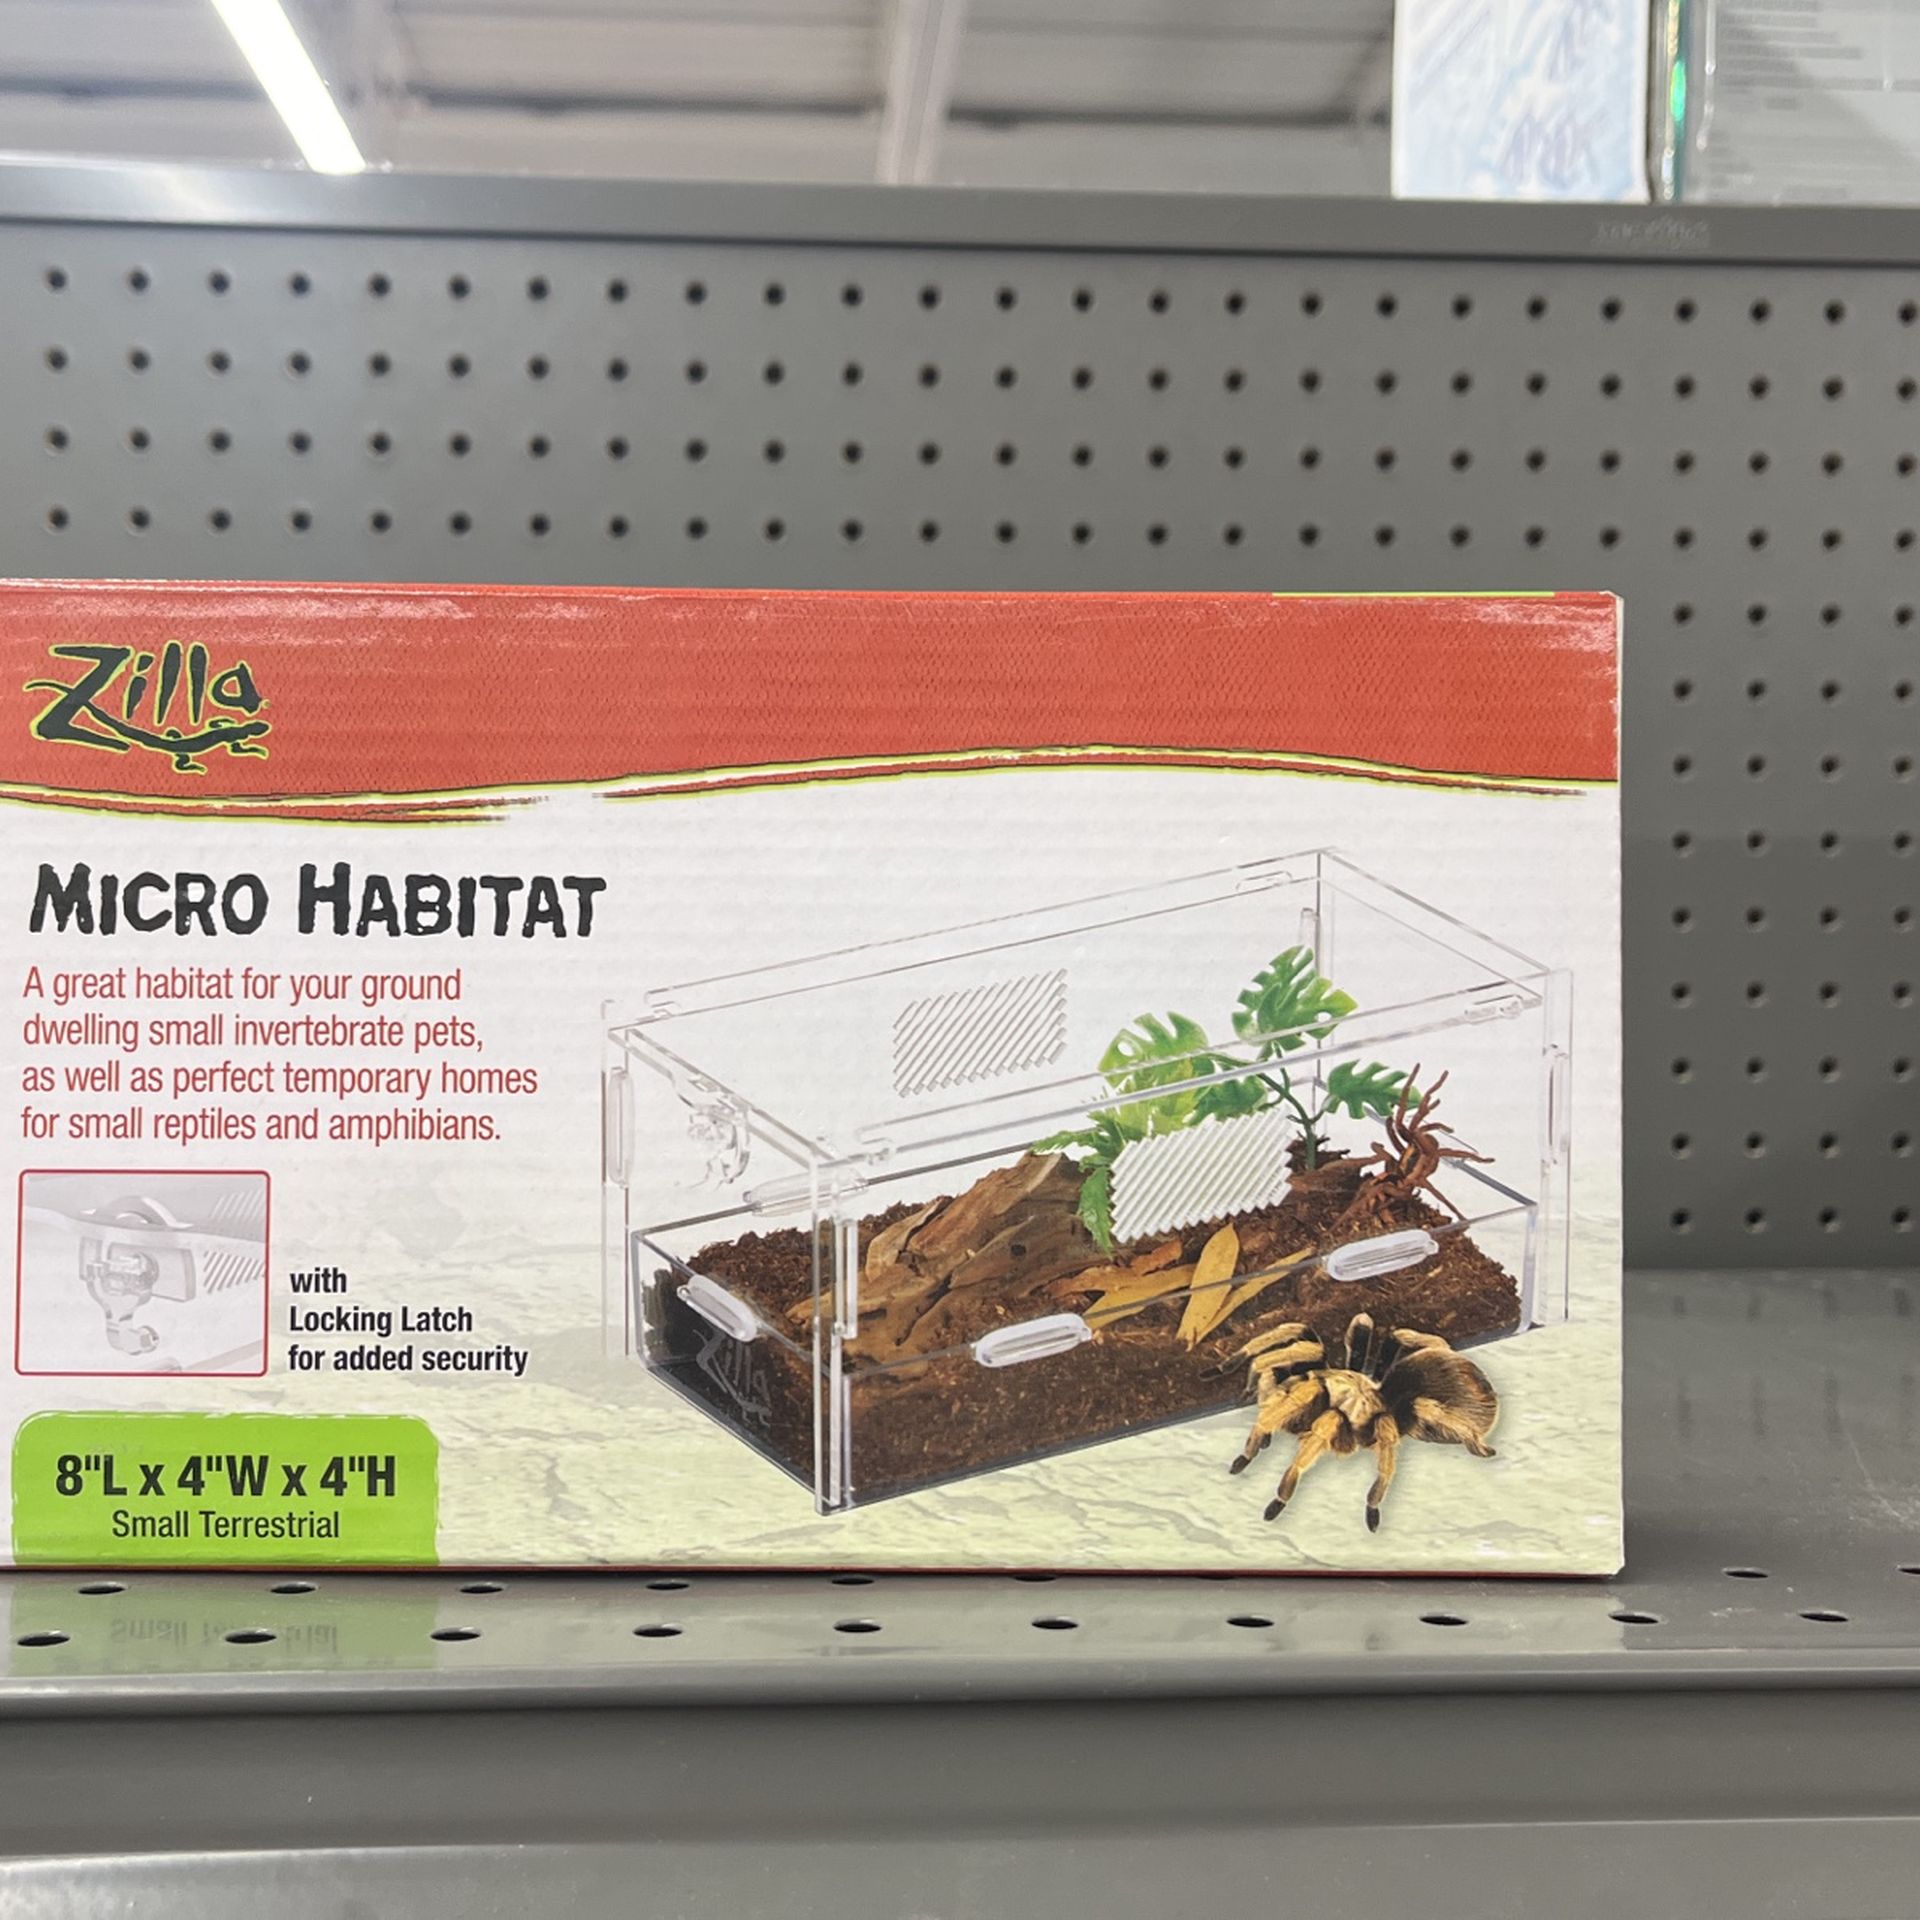 Zilla
MICRO HABITAT
A great habitat for your ground
dwelling small invertebrate pets,
as well as perfect temporary homes
for small reptiles and amphibians.
with
Locking Latch
for added security
Zilla
8"L x 4"W x 4"H
Small Terrestrial